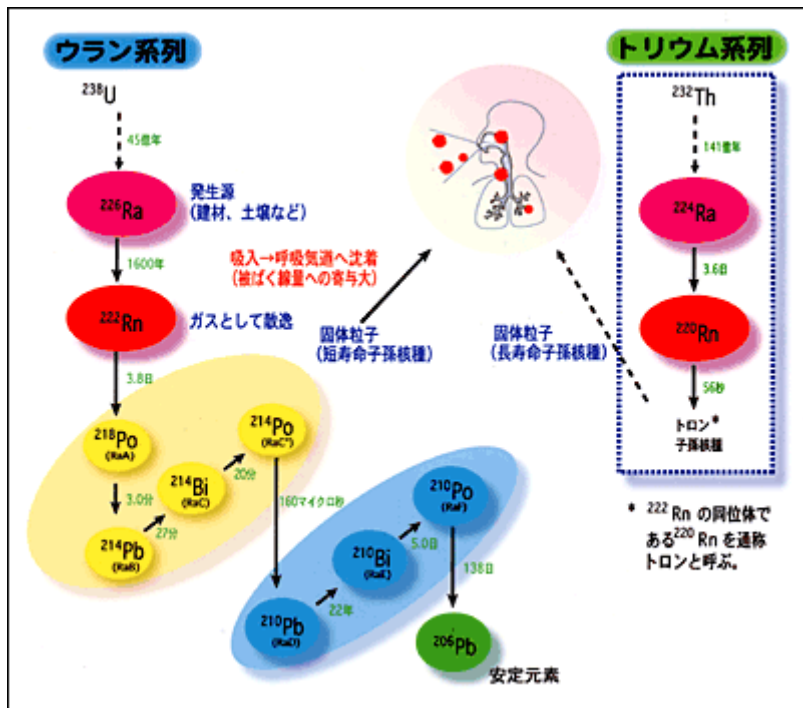 ウラン系列
238U
45億年
226Ra
発生源
(建材、土壌など)
1600年
222Rn
ガスとして散逸
3.8日
吸入→呼吸気道へ沈着
(被ばく線量への寄与大)
固体粒子
(短寿命子孫核種)
固体粒子
(長寿命子孫核種)
218Po
(RaA)
3.0分
214Pb
(RaB)
27分
214Bi
(RaC)
20分
214Po
(RaC')
160マイクロ秒
210Pb
(RaD)
22年
210Bi
(RaE)
5.0日
210Po
(RaF)
138日
206Pb
安定元素
トリウム系列
232Th
141億年
224Ra
3.6日
220Rn
56秒
トロン*
子孫核種
* 222Rn の同位体で
ある220Rn を通称
トロンと呼ぶ。